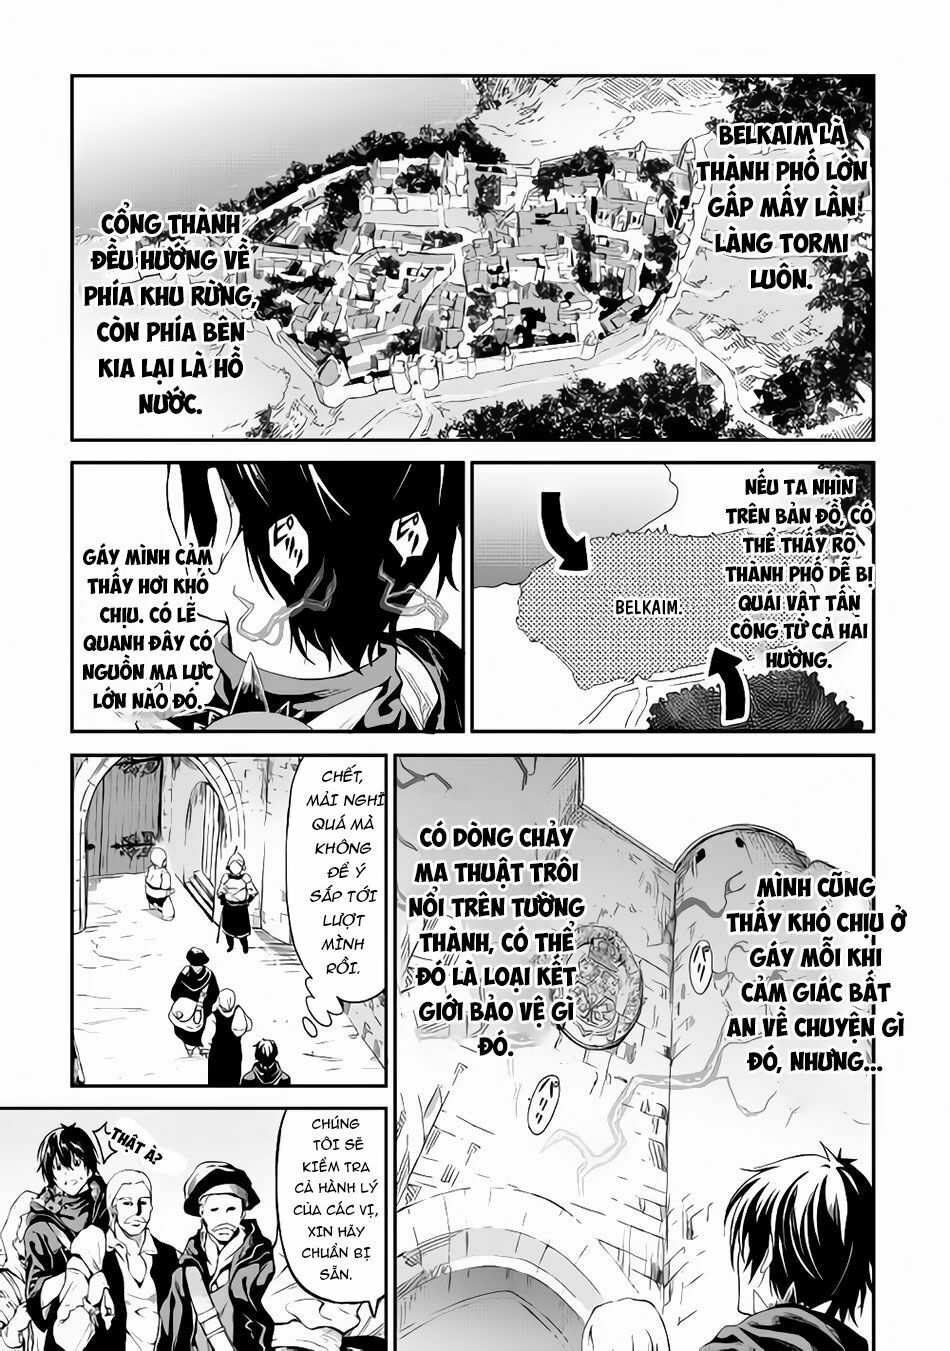 BELKAIM LÀ
THÀNH PHỐ LỚN
GẤP MẤY LẦN
LÀNG TORMI
LUÔN.
CỔNG THÀNH
ĐỀU HƯỚNG VỀ
PHÍA KHU RỪNG,
CÒN PHÍA BÊN
KIA LẠI LÀ HỒ
NƯỚC.
NẾU TA NHÌN
TRÊN BẢN ĐỒ, CÓ
THỂ THẤY RÕ
THÀNH PHỐ DỄ BỊ
QUÁI VẬT TẤN
CÔNG TỪ CẢ HAI
HƯỚNG.
BELKAIM.
GÁY MÌNH CẢM
THẤY HƠI KHÓ
CHỊU. CÓ LẼ
QUANH ĐÂY CÓ
NGUỒN MA LỰC
LỚN NÀO ĐÓ.
MÌNH CŨNG
THẤY KHÓ CHỊU Ở
GÁY MỖI KHI
CẢM GIÁC BẤT
AN VỀ CHUYỆN GÌ
ĐÓ, NHƯNG...
CÓ DÒNG CHẢY
MA THUẬT TRÔI
NỔI TRÊN TƯỜNG
THÀNH, CÓ THỂ
ĐÓ LÀ LOẠI KẾT
GIỚI BẢO VỆ GÌ
ĐÓ.
CHẾT,
MẢI NGHĨ
QUÁ MÀ
KHÔNG
ĐỂ Ý
SẮP TỚI
LƯỢT
MÌNH
RỒI.
CHÚNG
TÔI SẼ
KIỂM TRA
CẢ HÀNH LÝ
CỦA CÁC VỊ,
XIN HÃY
CHUẨN BỊ
SẴN.
THẬT À?